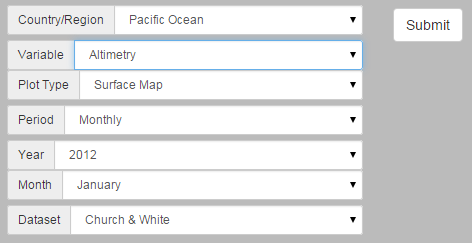 Country/Region Pacific Ocean Submit
Variable Altimetry
Plot Type Surface Map
Period Monthly
Year 2012
Month January
Dataset Church & White